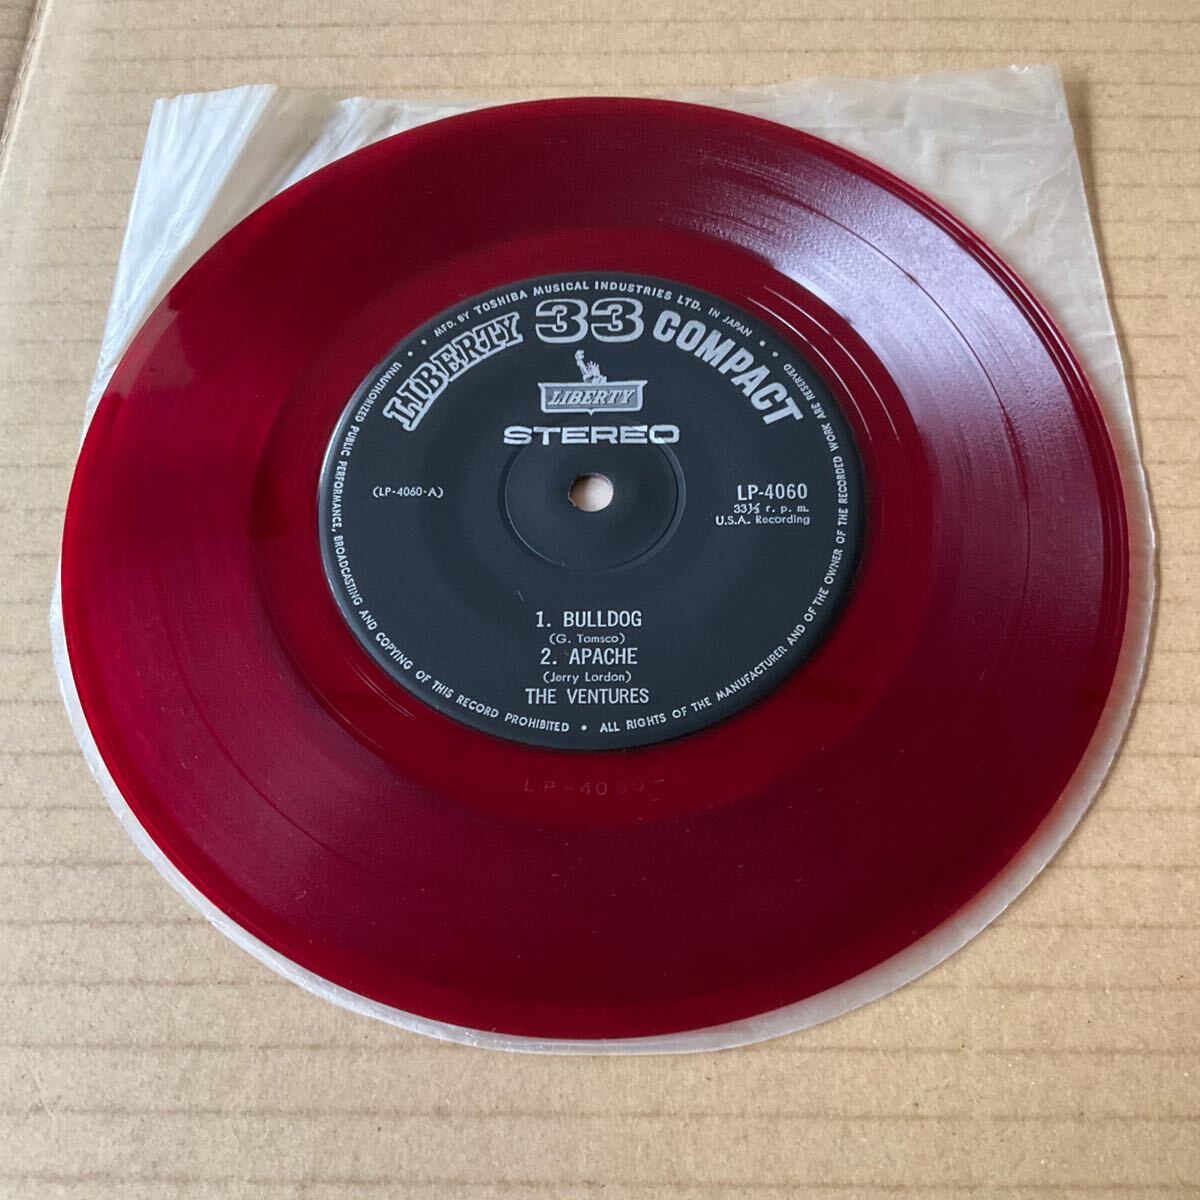 MFD. BY TOSHIBA MUSICAL INDUSTRIES LTD. IN JAPAN
LIBERTY 33 COMPACT
LIBERTY
STEREO
(LP-4060-A)
LP-4060
33⅓ r. p. m.
U.S.A. Recording
1. BULLDOG
(G. Tomsco)
2. APACHE
(Jerry Lordon)
THE VENTURES
UNAUTHORIZED PUBLIC PERFORMANCE, BROADCASTING AND COPYING OF THIS RECORD PROHIBITED • ALL RIGHTS OF THE MANUFACTURER AND OF THE OWNER OF THE RECORDED WORK ARE RESERVED
LP-4060-